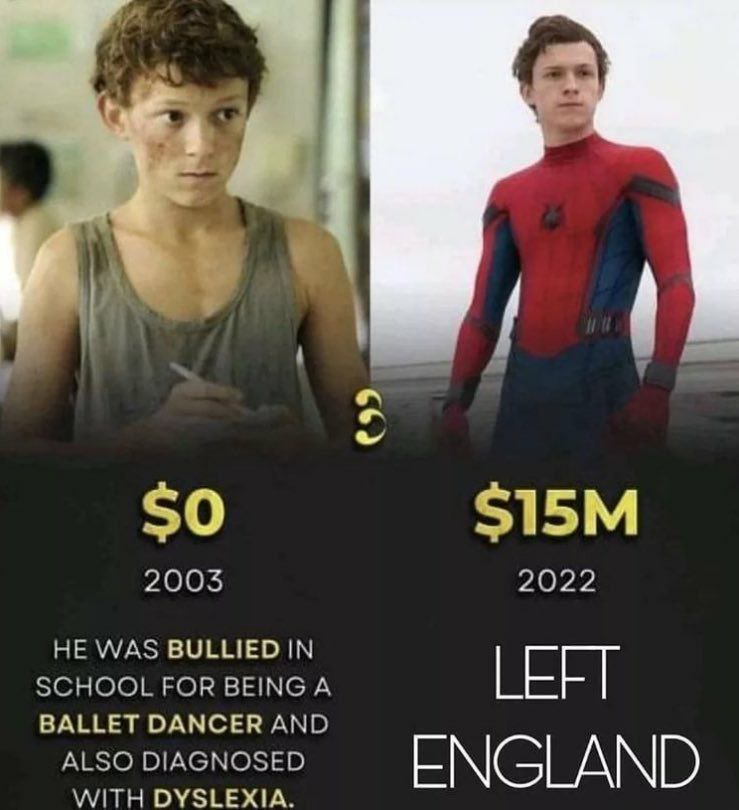 $0
2003
HE WAS BULLIED IN
SCHOOL FOR BEING A
BALLET DANCER AND
ALSO DIAGNOSED
WITH DYSLEXIA.
$15M
2022
LEFT
ENGLAND